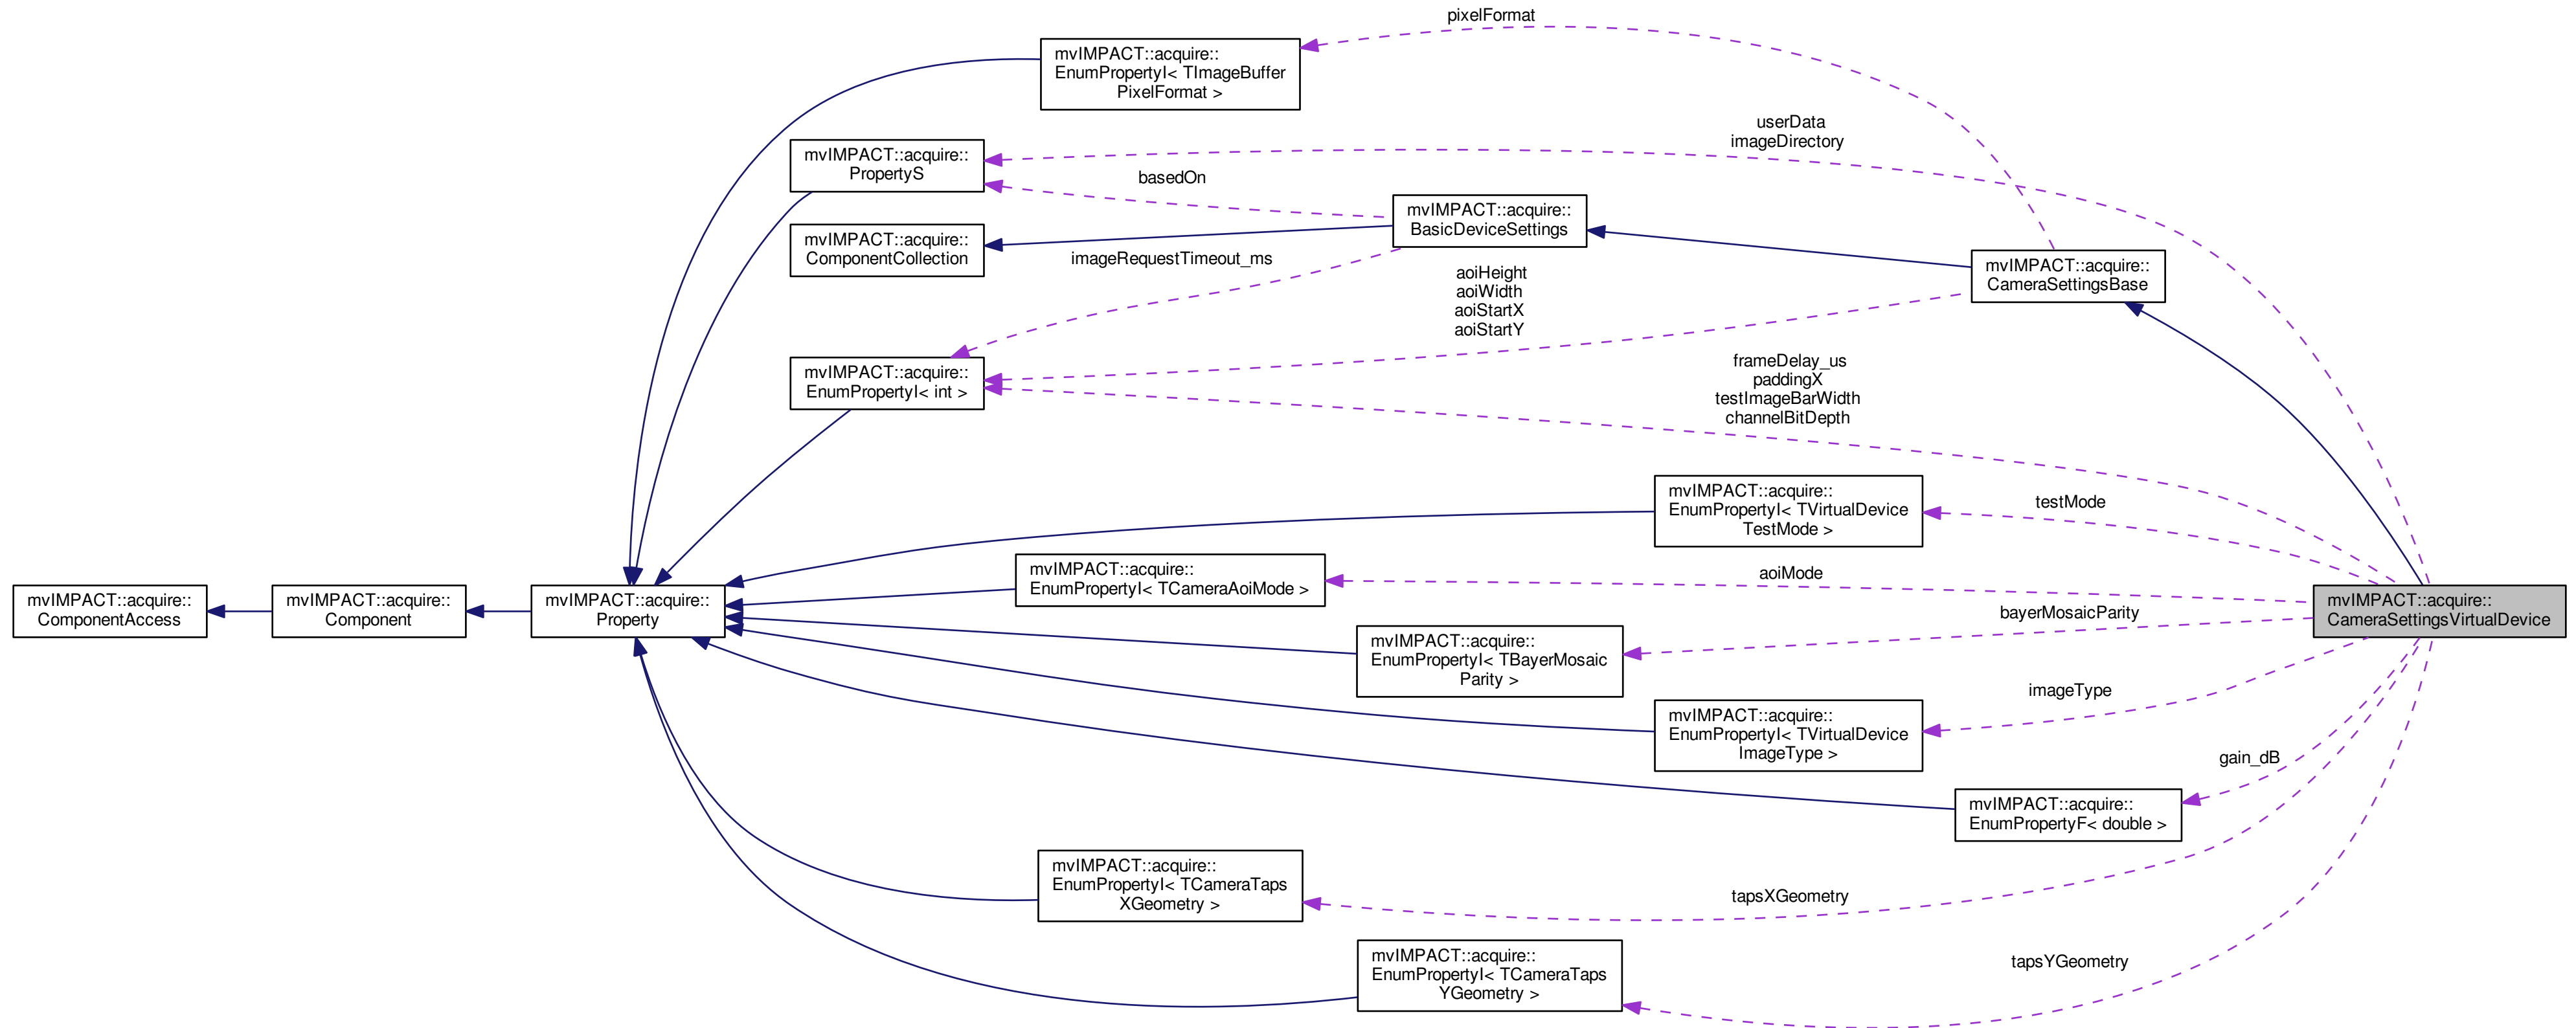 pixelFormat
mvIMPACT::acquire::
EnumPropertyI< TImageBuffer
PixelFormat >
userData
imageDirectory
mvIMPACT::acquire::
PropertyS
basedOn
mvIMPACT::acquire::
BasicDeviceSettings
mvIMPACT::acquire::
ComponentCollection
imageRequestTimeout_ms
mvIMPACT::acquire::
CameraSettingsBase
aoiHeight
aoiWidth
aoiStartX
aoiStartY
mvIMPACT::acquire::
EnumPropertyI< int >
frameDelay_us
paddingX
testImageBarWidth
channelBitDepth
mvIMPACT::acquire::
EnumPropertyI< TVirtualDevice
TestMode >
testMode
mvIMPACT::acquire::
EnumPropertyI< TCameraAoiMode >
aoiMode
mvIMPACT::acquire::
ComponentAccess
mvIMPACT::acquire::
Component
mvIMPACT::acquire::
Property
bayerMosaicParity
mvIMPACT::acquire::
CameraSettingsVirtualDevice
mvIMPACT::acquire::
EnumPropertyI< TBayerMosaic
Parity >
imageType
mvIMPACT::acquire::
EnumPropertyI< TVirtualDevice
ImageType >
gain_dB
mvIMPACT::acquire::
EnumPropertyF< double >
mvIMPACT::acquire::
EnumPropertyI< TCameraTaps
XGeometry >
tapsXGeometry
mvIMPACT::acquire::
EnumPropertyI< TCameraTaps
YGeometry >
tapsYGeometry